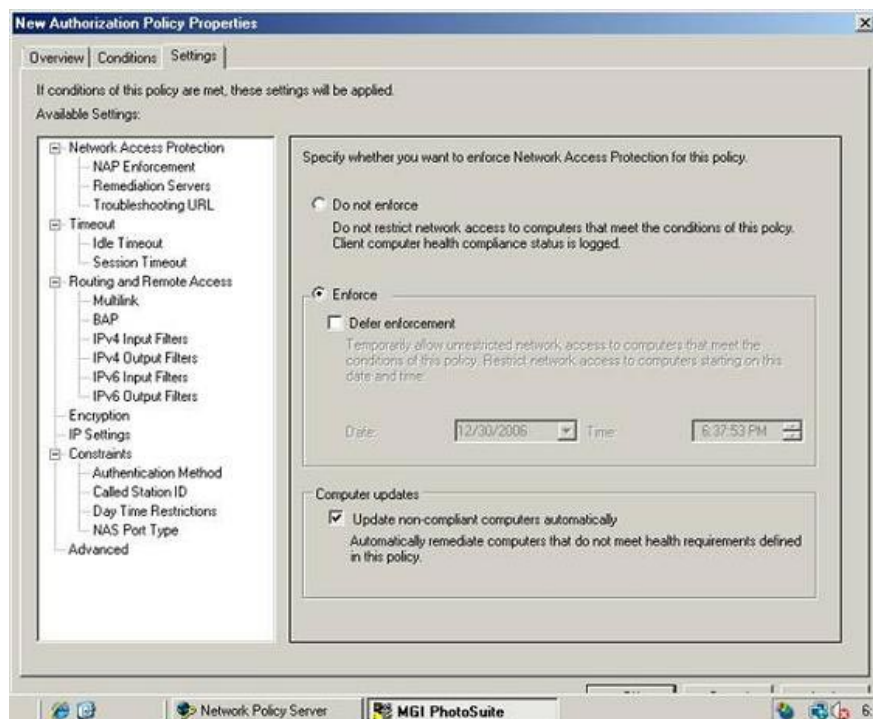 New Authorization Policy Properties
Overview Conditions Settings
If conditions of this policy are met, these settings will be applied.
Available Settings:
Network Access Protection
NAP Enforcement
Remediation Servers
Troubleshooting URL
Timeout
Idle Timeout
Session Timeout
Routing and Remote Access
Multilink
BAP
IPv4 Input Filters
IPv4 Output Filters
IPv6 Input Filters
IPv6 Output Filters
Encryption
IP Settings
Constraints
Authentication Method
Called Station ID
Day Time Restrictions
NAS Port Type
Advanced
Specify whether you want to enforce Network Access Protection for this policy.
Do not enforce
Do not restrict network access to computers that meet the conditions of this policy.
Client computer health compliance status is logged.
Enforce
Defer enforcement
Temporarily allow unrestricted network access to computers that meet the
conditions of this policy. Restrict network access to computers starting on this
date and time:
Date: 12/30/2006 Time: 6:37:53 PM
Computer updates
Update non-compliant computers automatically
Automatically remediate computers that do not meet health requirements defined
in this policy.
Network Policy Server MGI PhotoSuite 6: